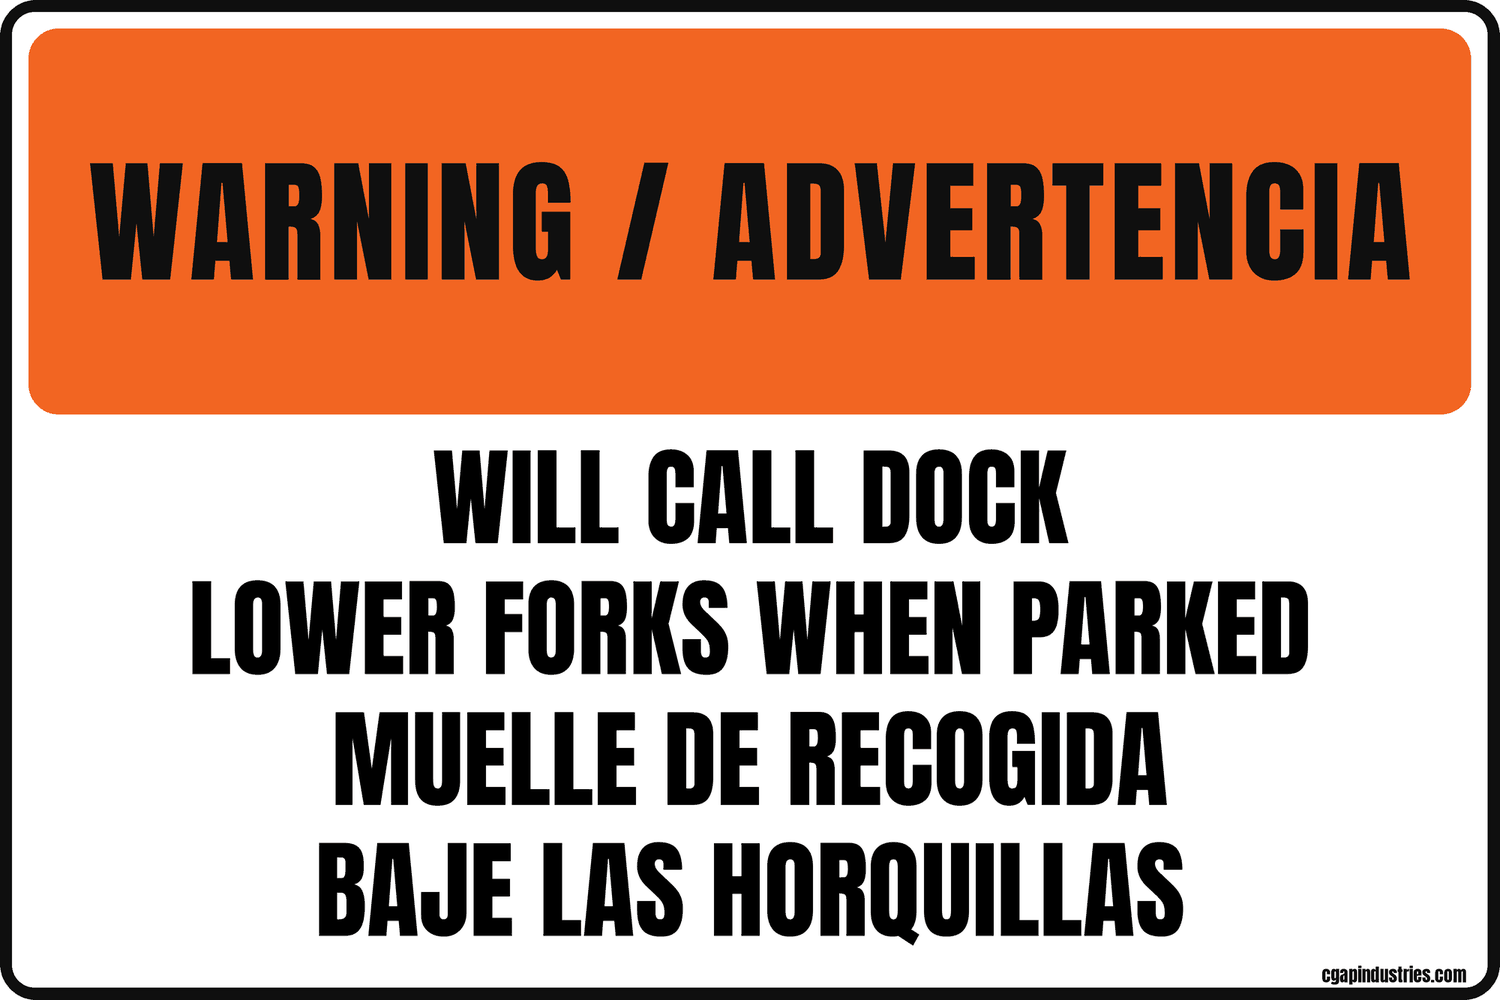 WARNING / ADVERTENCIA
WILL CALL DOCK
LOWER FORKS WHEN PARKED
MUELLE DE RECOGIDA
BAJE LAS HORQUILLAS
cgapindustries.com